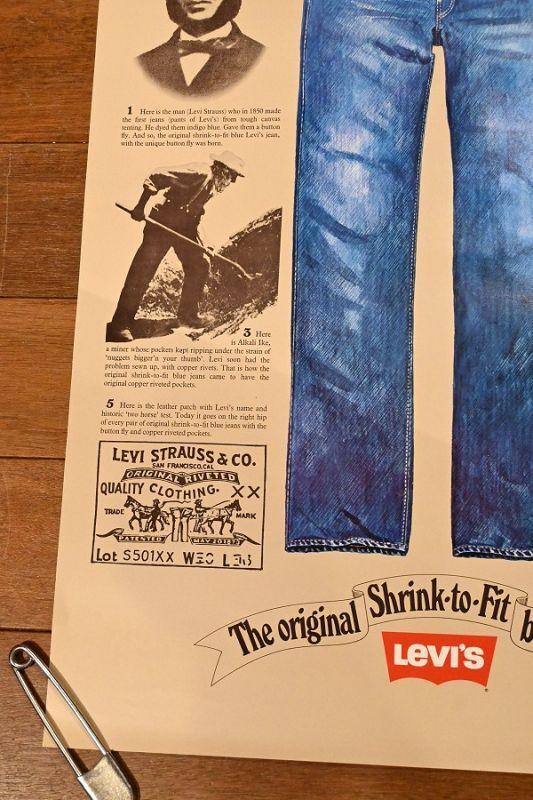 1 Here is the man (Levi Strauss) who in 1850 made
the first jeans (pants of Levi's) from tough canvas
tenting. He dyed them indigo blue. Gave them a button
fly. And so, the original shrink-to-fit blue Levi's jean,
with the unique button fly was born.
3 Here
is Alkali Ike,
a miner whose pockets kept ripping under the strain of
'nuggets bigger'n your thumb'. Levi soon had the
problem sewn up, with copper rivets. That is how the
original shrink-to-fit blue jeans came to have the
original copper riveted pockets.
5 Here is the leather patch with Levi's name and
historic 'two horse' test. Today it goes on the right hip
of every pair of original shrink-to-fit blue jeans with the
button fly and copper riveted pockets.
LEVI STRAUSS & CO.
SAN FRANCISCO, CAL
ORIGINAL RIVETED
QUALITY CLOTHING. XX
TRADE MARK
PATENTED MAY 20 1873
Lot S501XX W30 L
The original Shrink-to-Fit b
LEVI'S